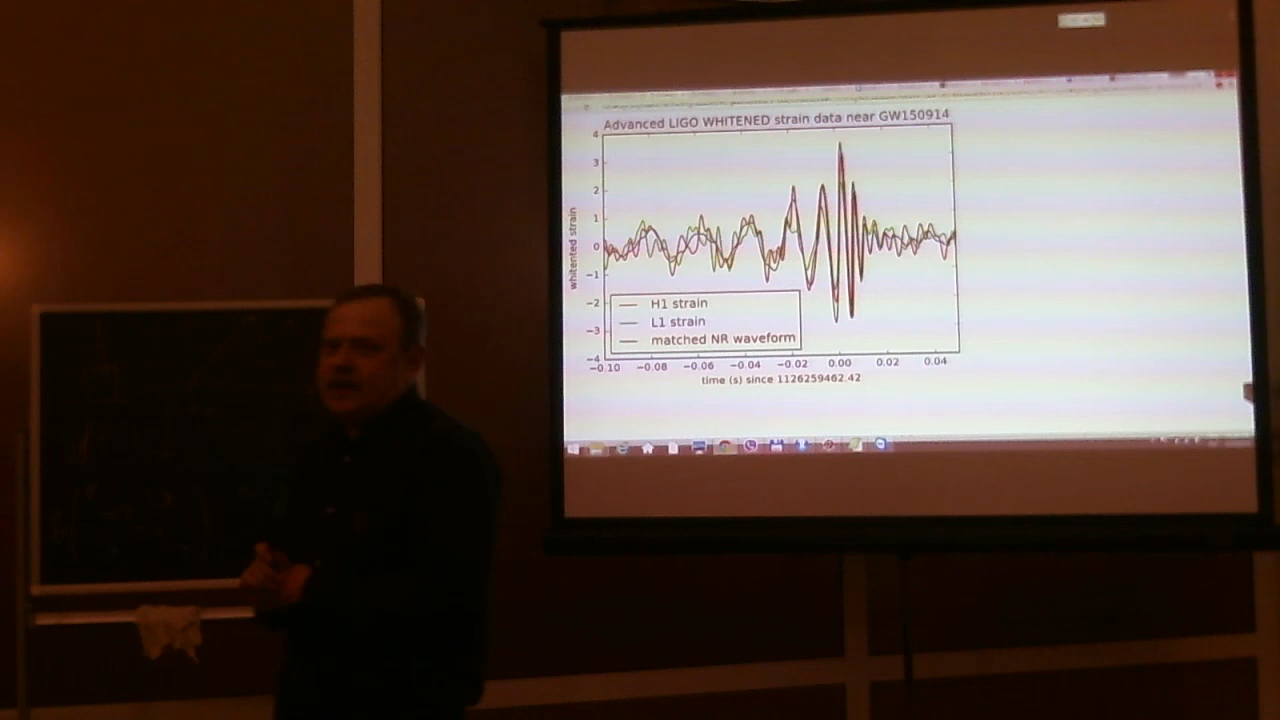 Advanced LIGO WHITENED strain data near GW150914
4
3
2
1
0
−1
−2
−3
−4
whitented strain
H1 strain
L1 strain
matched NR waveform
−0.10 −0.08 −0.06 −0.04 −0.02 0.00 0.02 0.04
time (s) since 1126259462.42